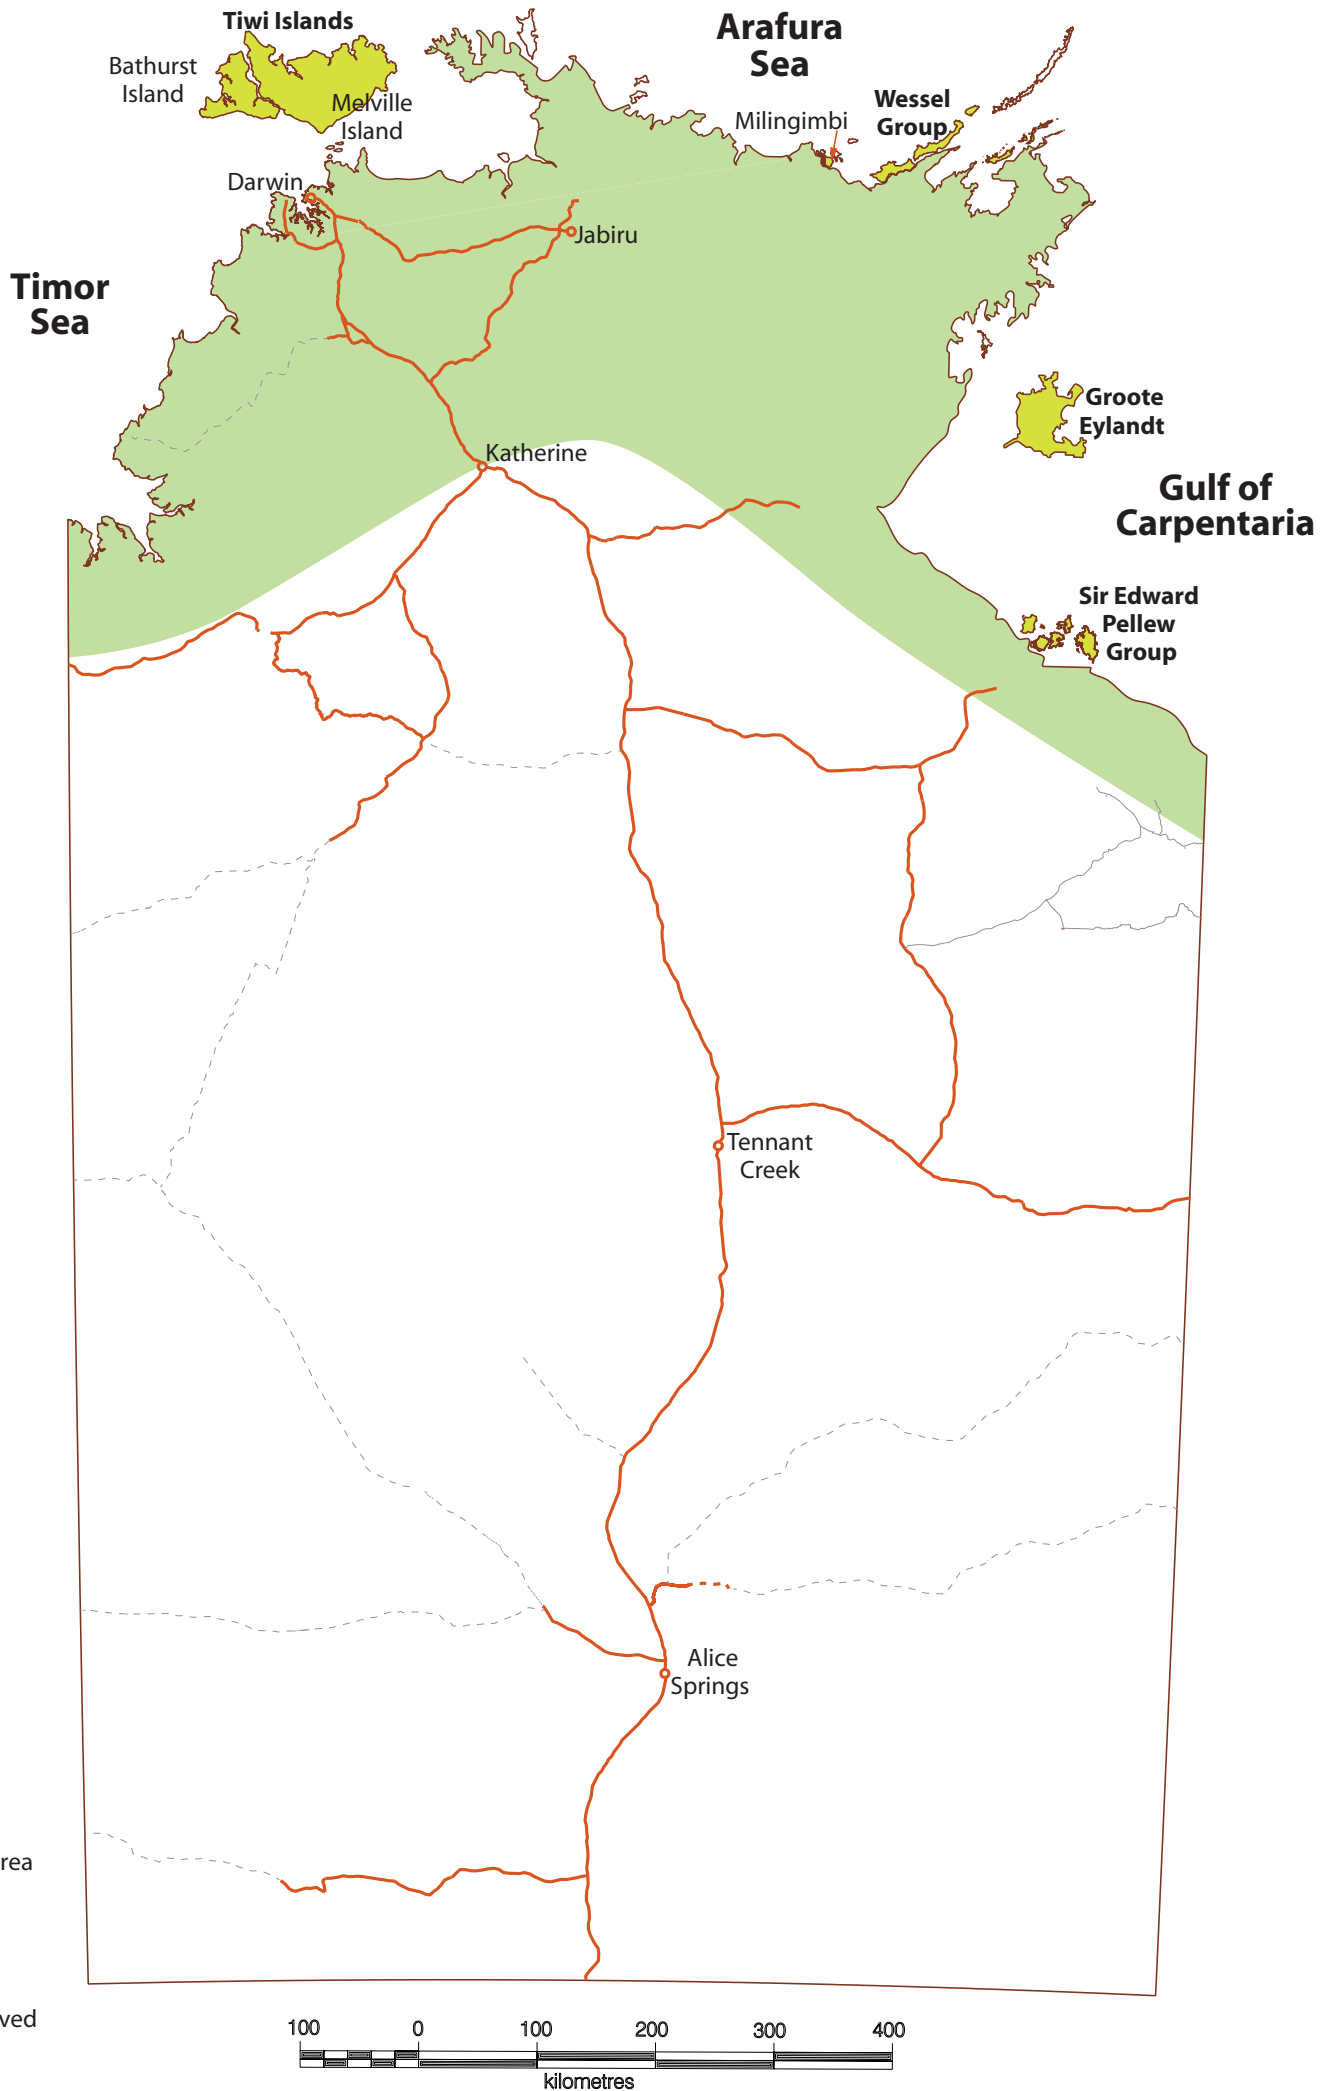 Tiwi Islands
Bathurst
Island
Melville
Island
Arafura
Sea
Wessel
Group
Milingimbi
Darwin
Jabiru
Timor
Sea
Groote
Eylandt
Katherine
Gulf of
Carpentaria
Sir Edward
Pellew
Group
Tennant
Creek
Alice
Springs
rea
ved
100 0 100 200 300 400
kilometres